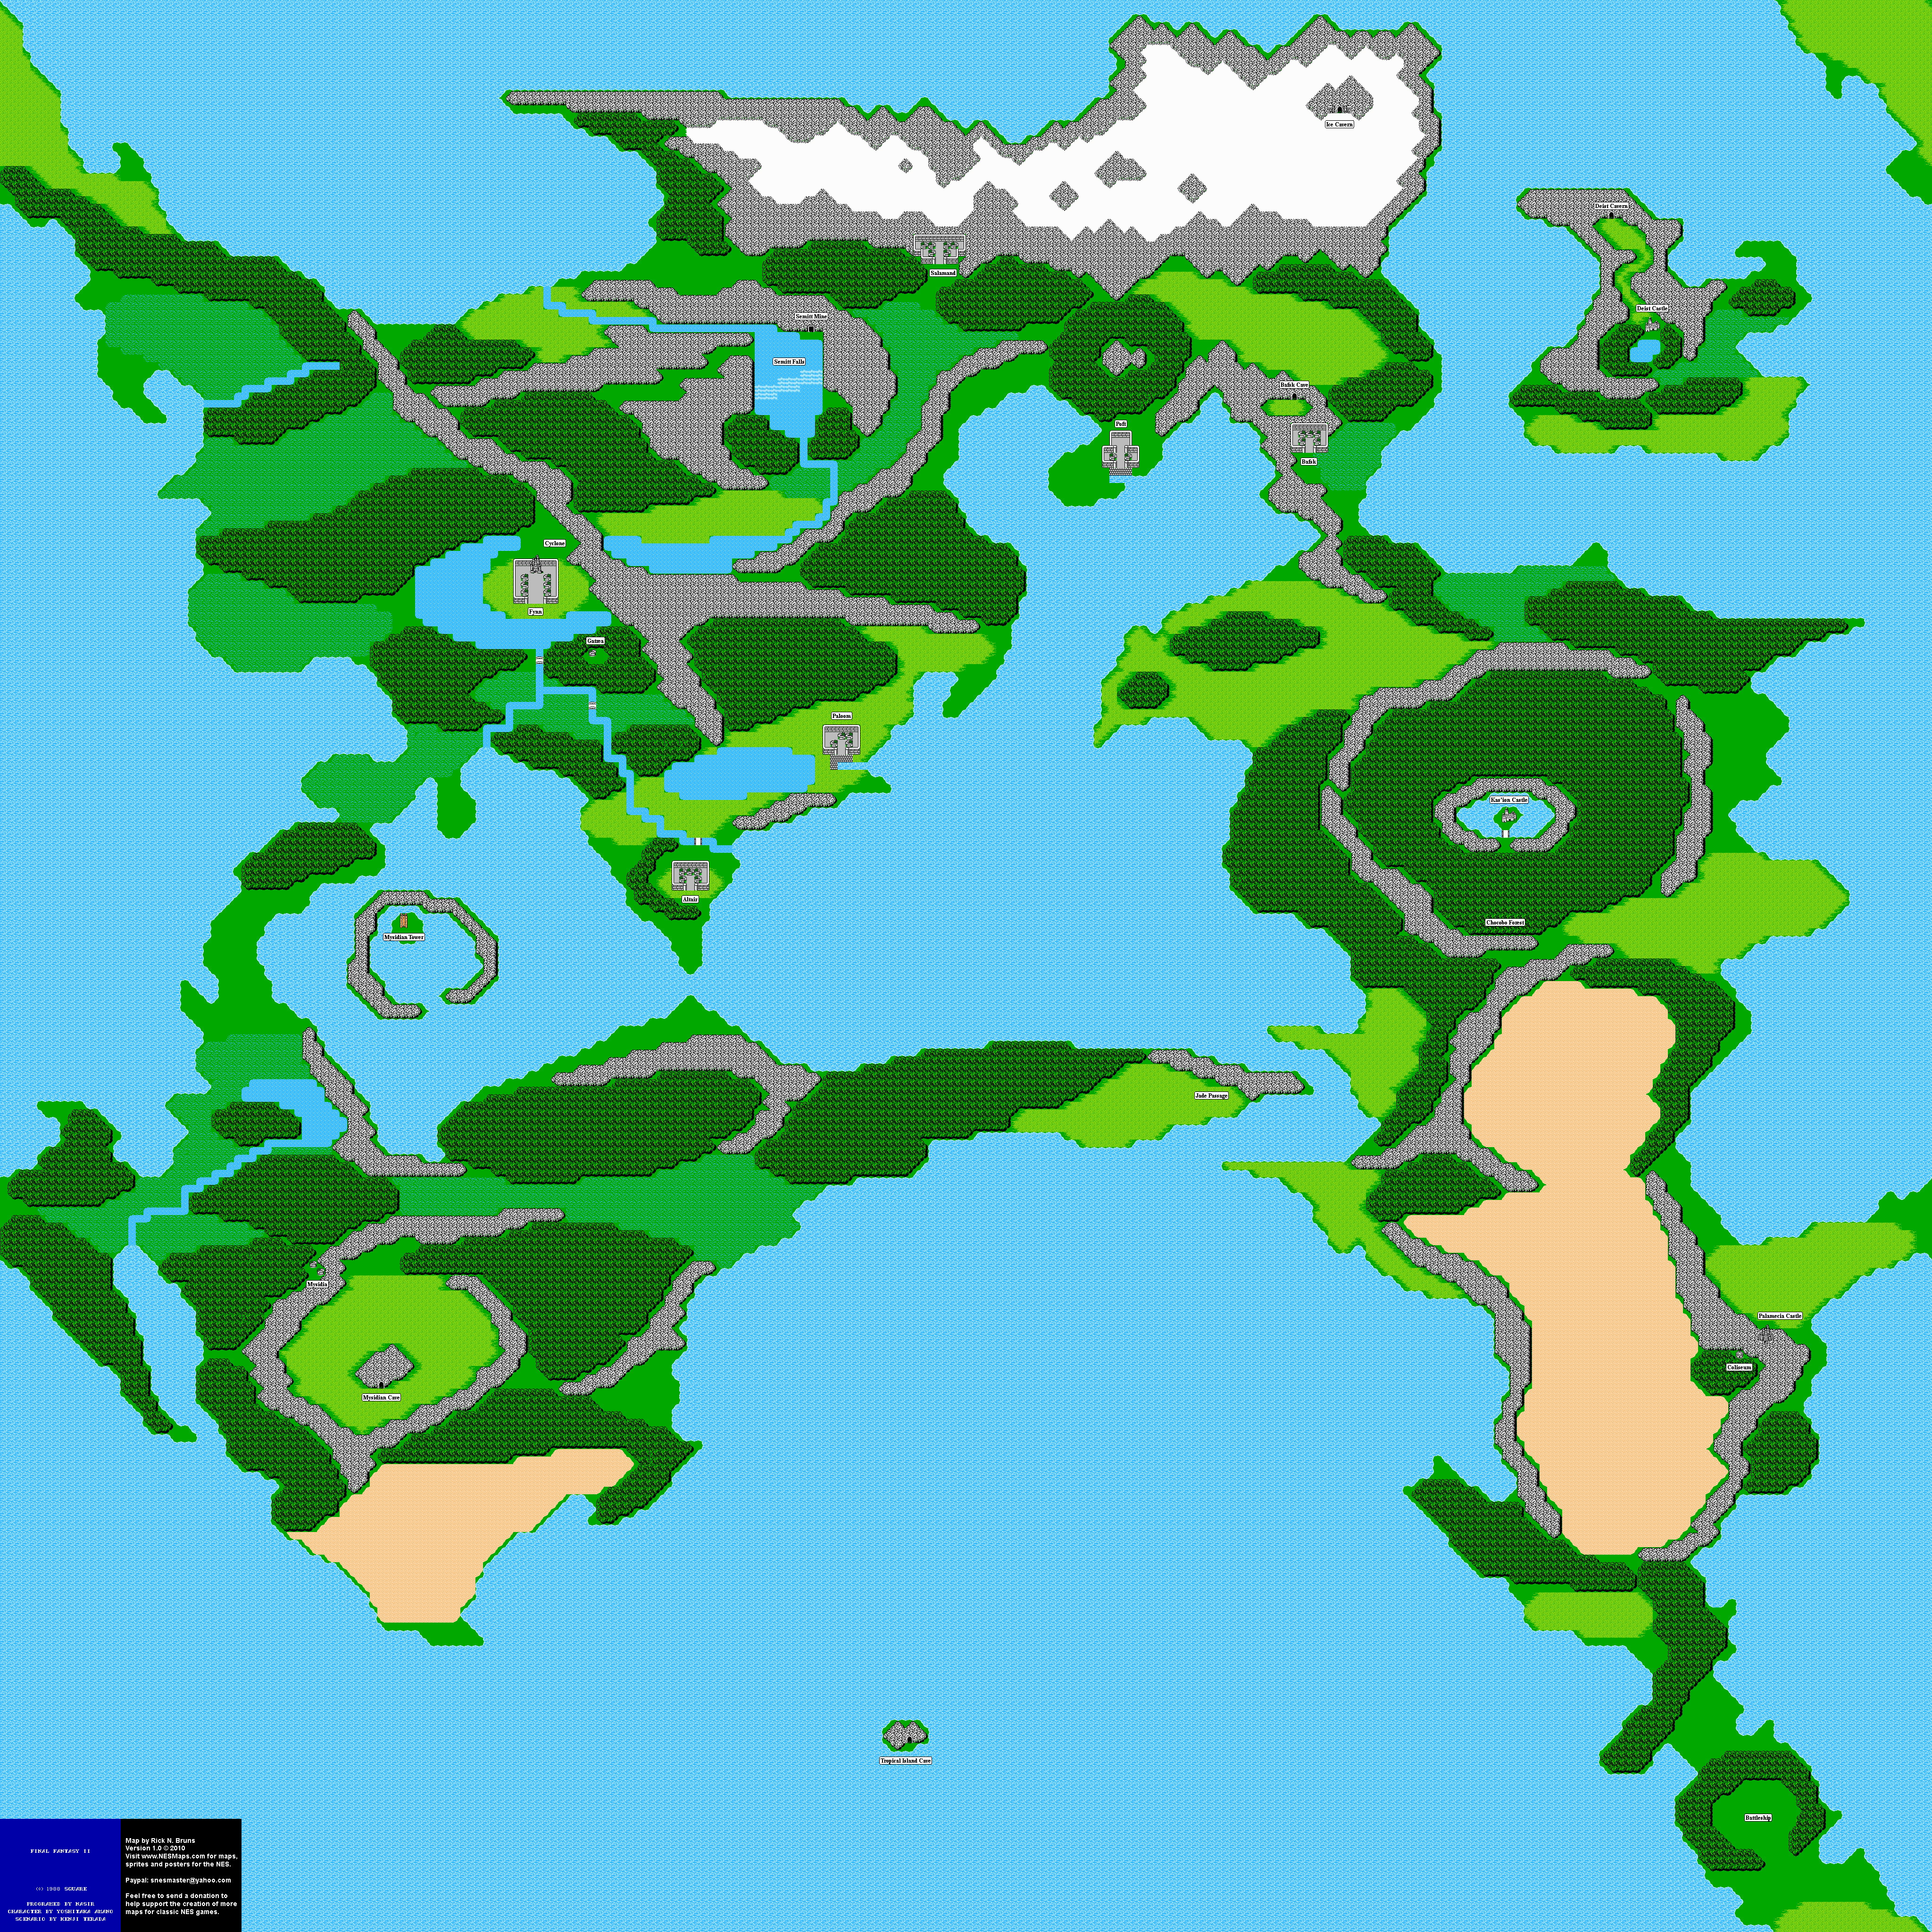 Ice Cavern
Deist Cavern
Salamand
Deist Castle
Semitt Mine
Semitt Falls
Bafsk Cave
Poft
Bafsk
Cyclone
Fynn
Gatrea
Paloom
Kas'ion Castle
Altair
Chocobo Forest
Mysidian Tower
Jade Passage
Mysidia
Palamecia Castle
Coliseum
Mysidian Cave
Tropical Island Cave
Battleship
FINAL FANTASY II
(C) 1988 SQUARE
PROGRAMED BY NASIR
CHARACTER BY YOSHITAKA AMANO
SCENARIO BY KENJI TERADA
Map by Rick N. Bruns
Version 1.0 © 2010
Visit www.NESMaps.com for maps,
sprites and posters for the NES.
Paypal: snesmaster@yahoo.com
Feel free to send a donation to
help support the creation of more
maps for classic NES games.